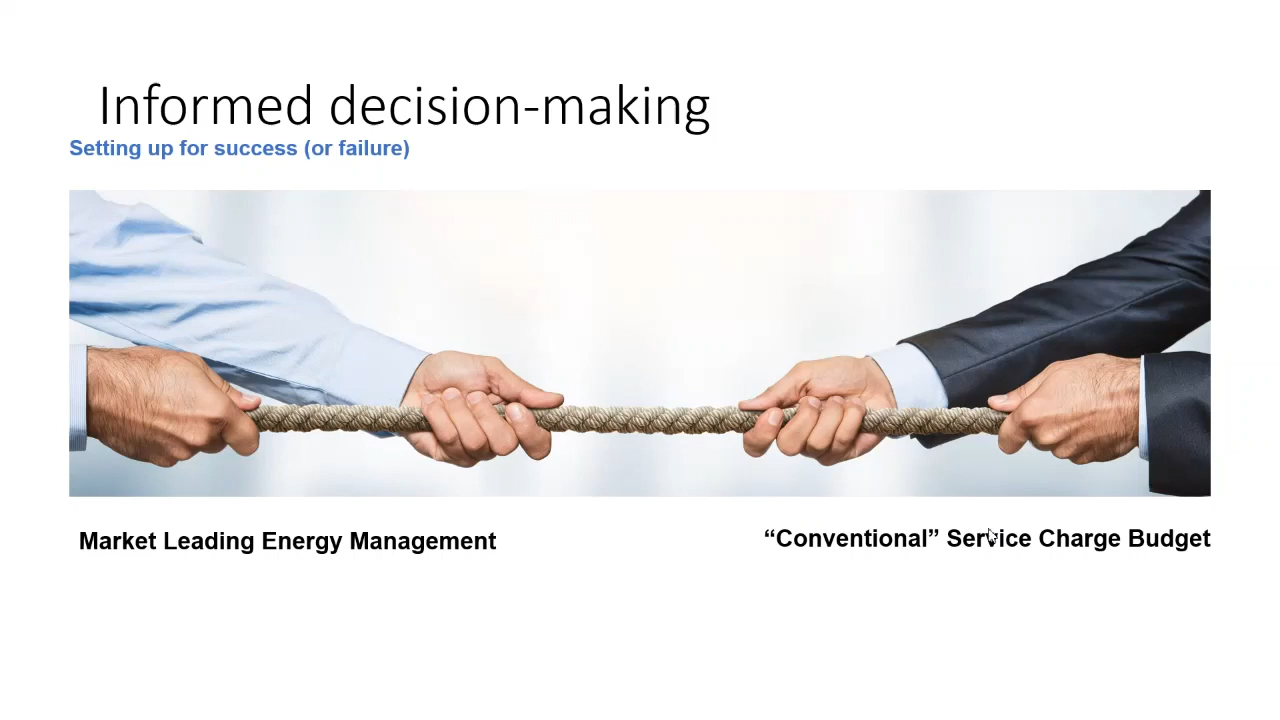 Informed decision-making
Setting up for success (or failure)
Market Leading Energy Management
“Conventional” Service Charge Budget